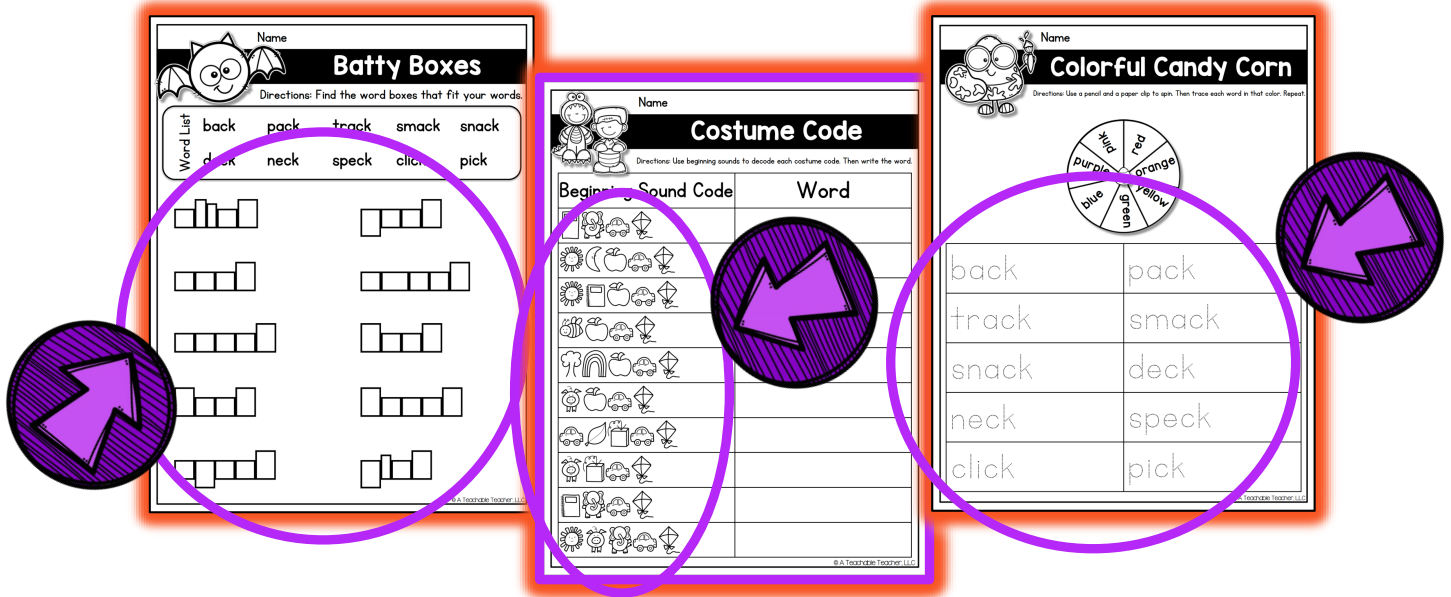 Name
Batty Boxes
Directions: Find the word boxes that fit your words.
Word List
back pack track smack snack
deck neck speck click pick
© A Teachable Teacher, LLC
Name
Costume Code
Directions: Use beginning sounds to decode each costume code. Then write the word.
Beginning Sound Code Word
© A Teachable Teacher, LLC
Name
Colorful Candy Corn
Directions: Use a pencil and a paper clip to spin. Then trace each word in that color. Repeat.
pink
red
purple
orange
blue
yellow
green
back pack
track smack
snack deck
neck speck
click pick
© A Teachable Teacher, LLC